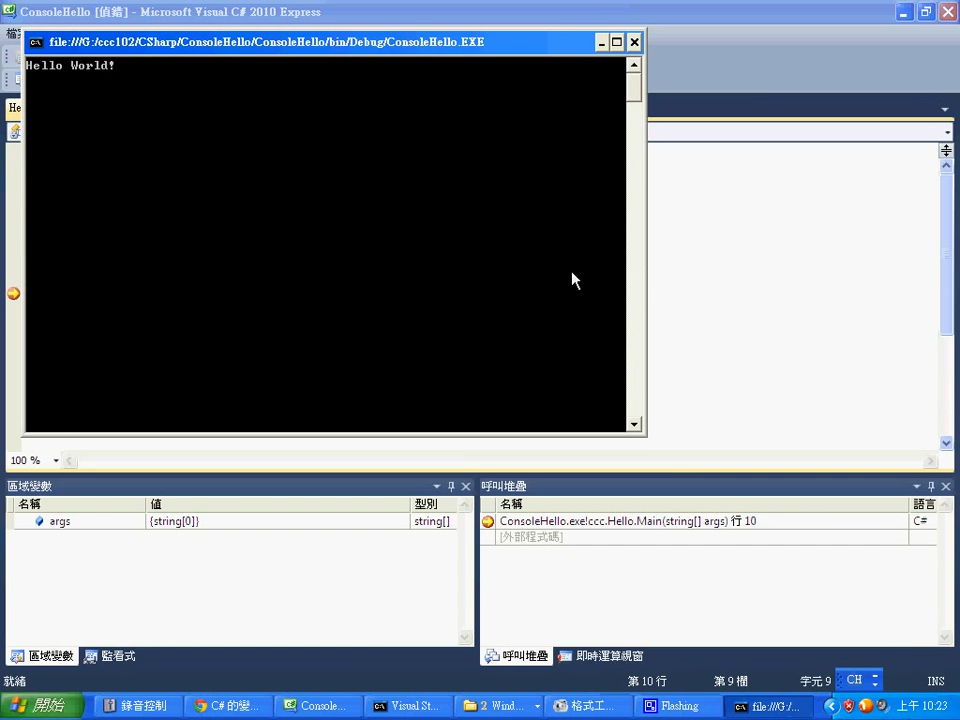 ConsoleHello [偵錯] - Microsoft Visual C# 2010 Express
file:///G:/ccc102/CSharp/ConsoleHello/ConsoleHello/bin/Debug/ConsoleHello.EXE
Hello World!
He
100 %
區域變數
名稱 值 型別
args {string[0]} string[]
區域變數 監看式
呼叫堆疊
名稱 語言
ConsoleHello.exe!ccc.Hello.Main(string[] args) 行 10 C#
[外部程式碼]
呼叫堆疊 即時運算視窗
就緒 第 10 行 第 9 欄 字元 9 CH INS
開始 錄音控制 C# 的變... Console... Visual St... 2 Wind... 格式工... Flashing file:///G:/... 上午 10:23